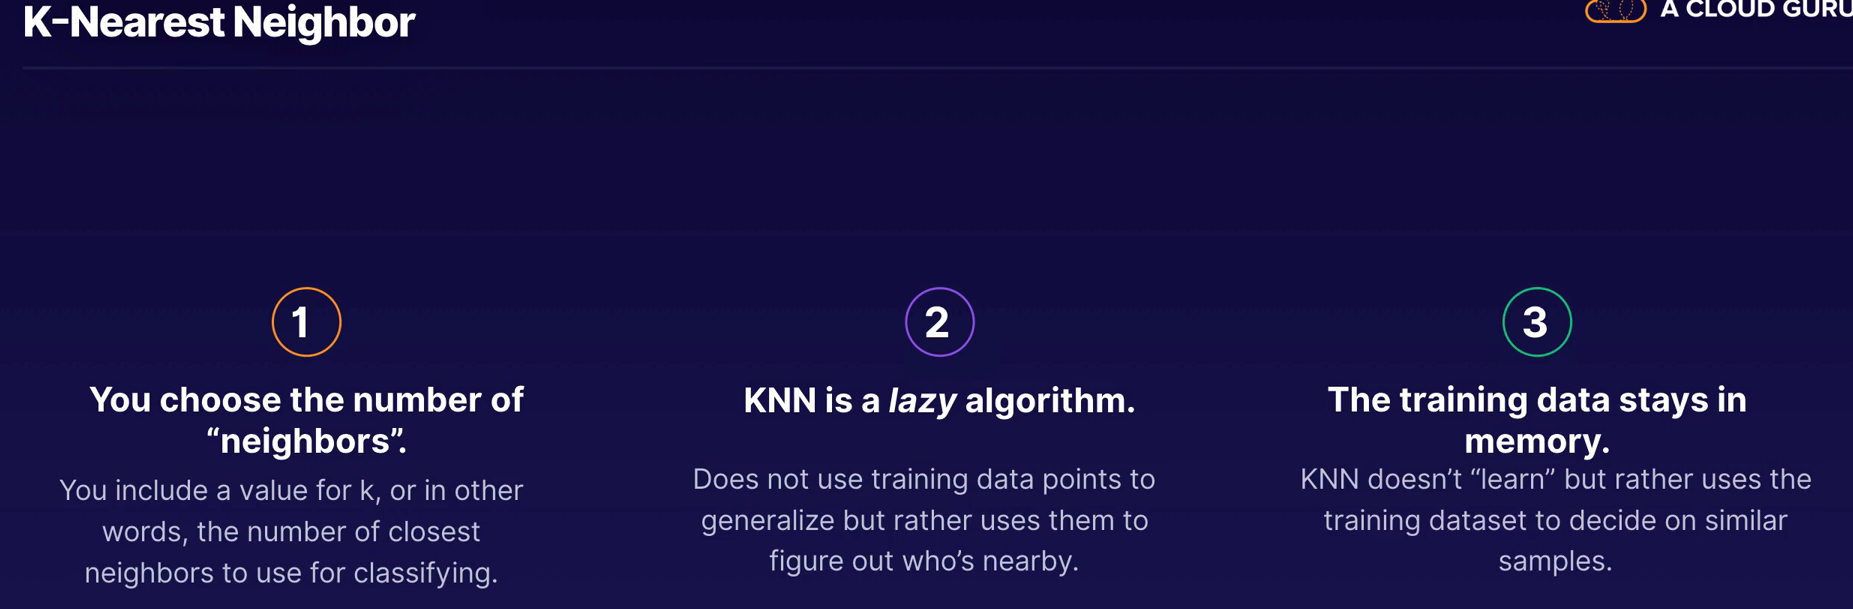 K-Nearest Neighbor
A CLOUD GURU
1
You choose the number of
“neighbors”.
You include a value for k, or in other
words, the number of closest
neighbors to use for classifying.
2
KNN is a lazy algorithm.
Does not use training data points to
generalize but rather uses them to
figure out who’s nearby.
3
The training data stays in
memory.
KNN doesn’t “learn” but rather uses the
training dataset to decide on similar
samples.